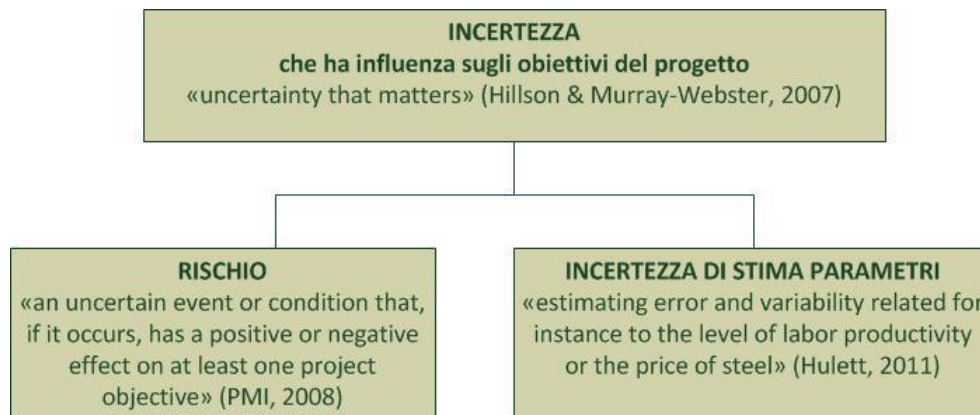 INCERTEZZA
che ha influenza sugli obiettivi del progetto
«uncertainty that matters» (Hillson & Murray-Webster, 2007)
RISCHIO
«an uncertain event or condition that,
if it occurs, has a positive or negative
effect on at least one project
objective» (PMI, 2008)
INCERTEZZA DI STIMA PARAMETRI
«estimating error and variability related for
instance to the level of labor productivity
or the price of steel» (Hulett, 2011)